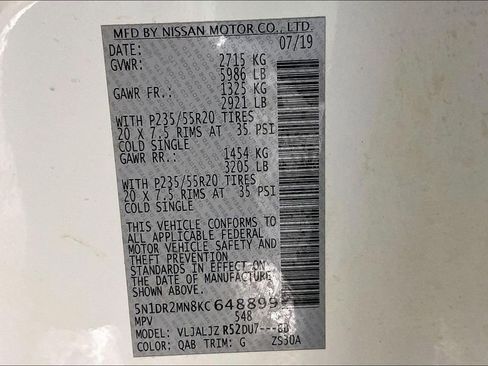 MFD BY NISSAN MOTOR CO., LTD.
DATE: 07/19
GVWR: 2715 KG
5986 LB
GAWR FR.: 1325 KG
2921 LB
WITH P235/55R20 TIRES
20 X 7.5 RIMS AT 35 PSI
COLD SINGLE
GAWR RR.: 1454 KG
3205 LB
WITH P235/55R20 TIRES
20 X 7.5 RIMS AT 35 PSI
COLD SINGLE
THIS VEHICLE CONFORMS TO
ALL APPLICABLE FEDERAL
MOTOR VEHICLE SAFETY AND
THEFT PREVENTION
STANDARDS IN EFFECT ON
THE DATE OF MANUFACTURE
SHOWN ABOVE.
5N1DR2MN8KC648899
MPV 548
MODEL: VLJALJZ R52DU7---BD
COLOR: QAB TRIM: G ZS30A